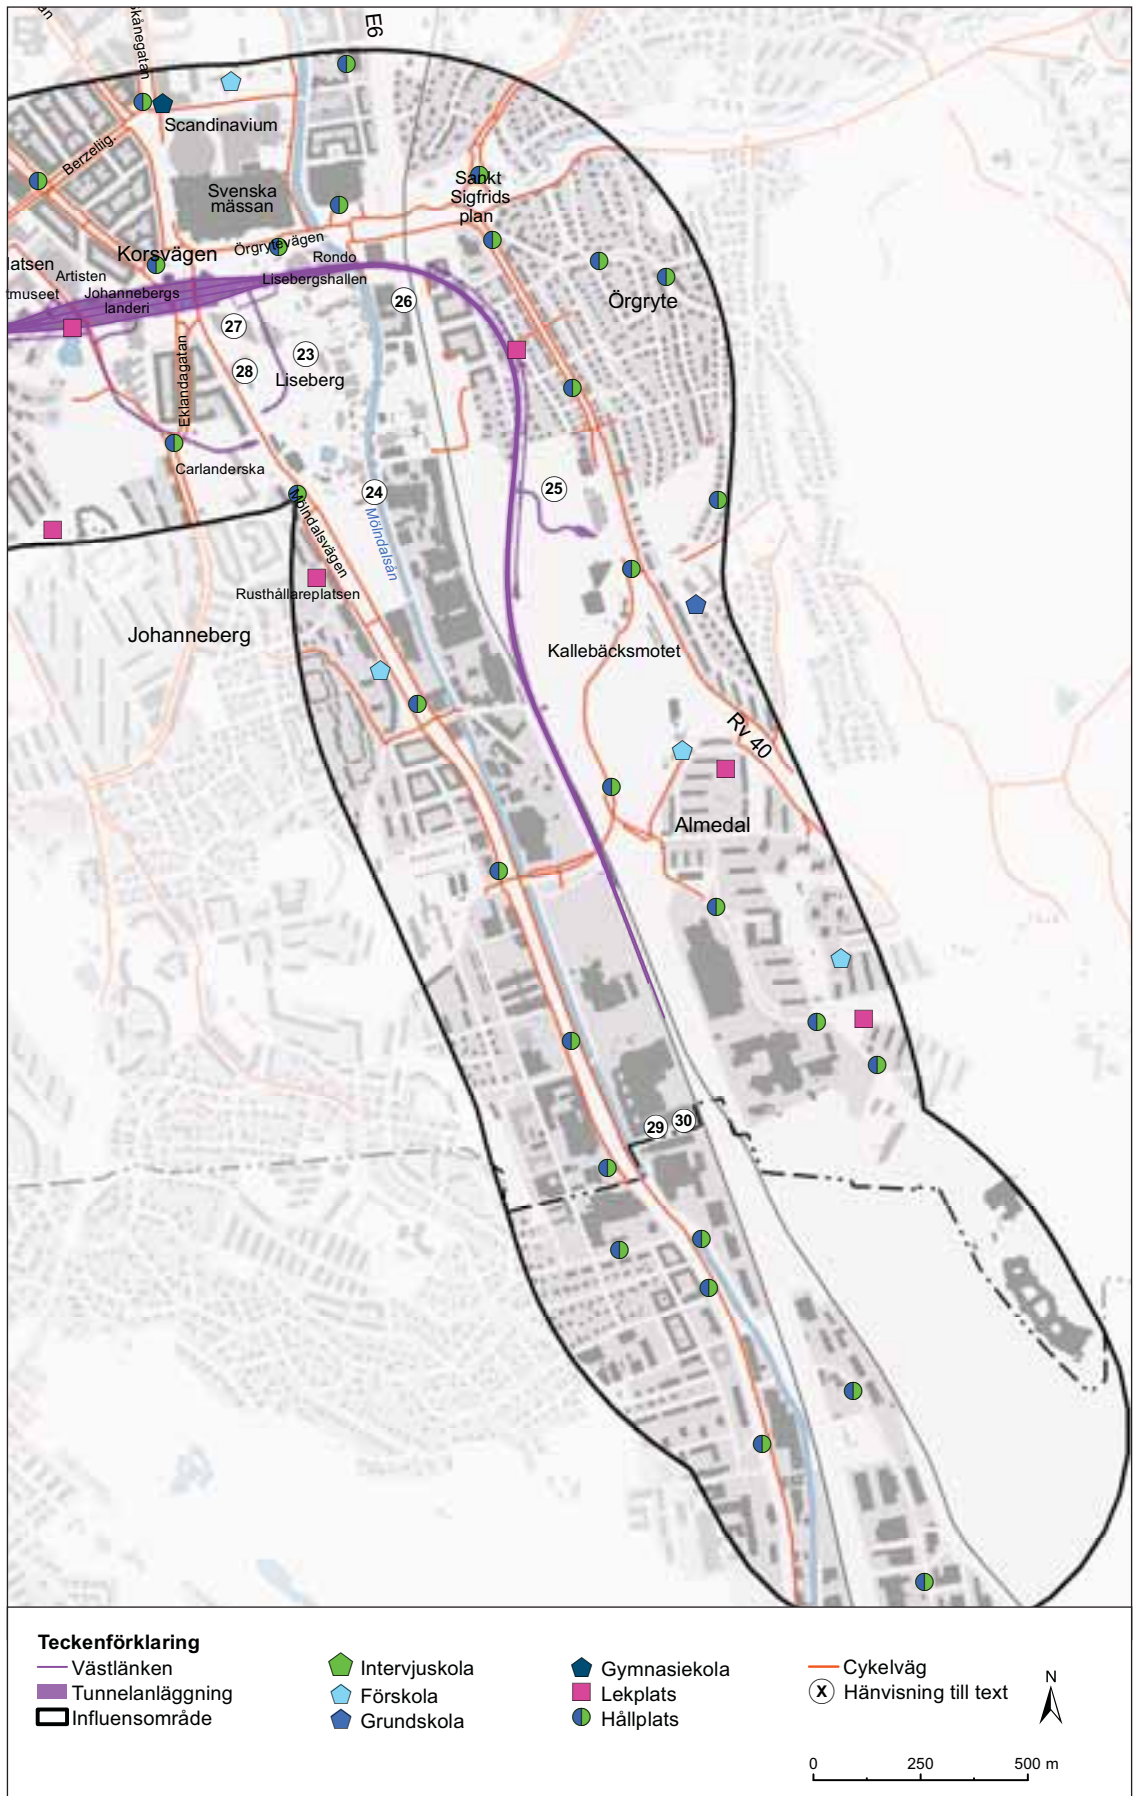 E6
Skånegatan
Scandinavium
Berzeliig.
Svenska
mässan
Sankt
Sigfrids
plan
Korsvägen
Örgrytevägen
Rondo
latsen
Artisten
Lisebergshallen
tmuseet
Johannebergs
landeri
Örgryte
26
27
23
28
Liseberg
Eklandagatan
Carlanderska
24
25
Mölndalsvägen
Mölndalsån
Rusthållareplatsen
Johanneberg
Kallebäcksmotet
Rv 40
Almedal
29
30
Teckenförklaring
Västlänken
Tunnelanläggning
Influensområde
Intervjuskola
Förskola
Grundskola
Gymnasiekola
Lekplats
Hållplats
Cykelväg
X Hänvisning till text
N
0 250 500 m